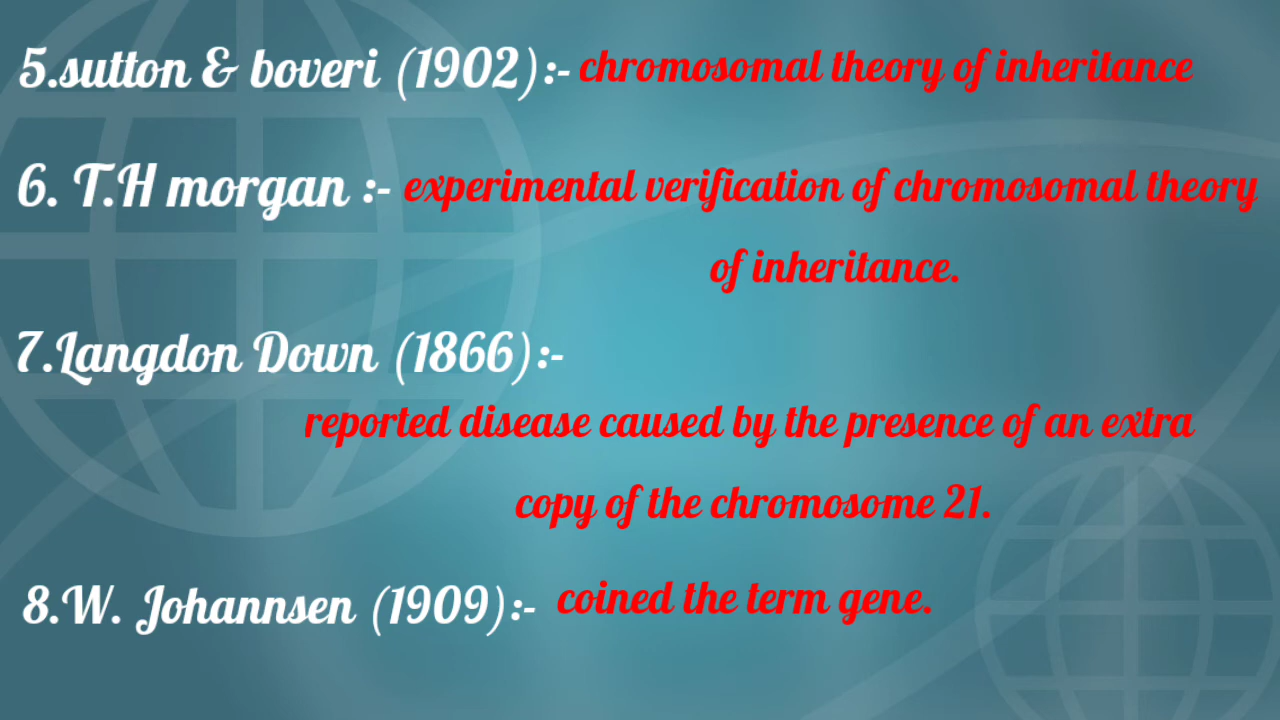 5.sutton & boveri (1902):- chromosomal theory of inheritance
6. T.H morgan :- experimental verification of chromosomal theory
of inheritance.
7.Langdon Down (1866):-
reported disease caused by the presence of an extra
copy of the chromosome 21.
8.W. Johannsen (1909):- coined the term gene.